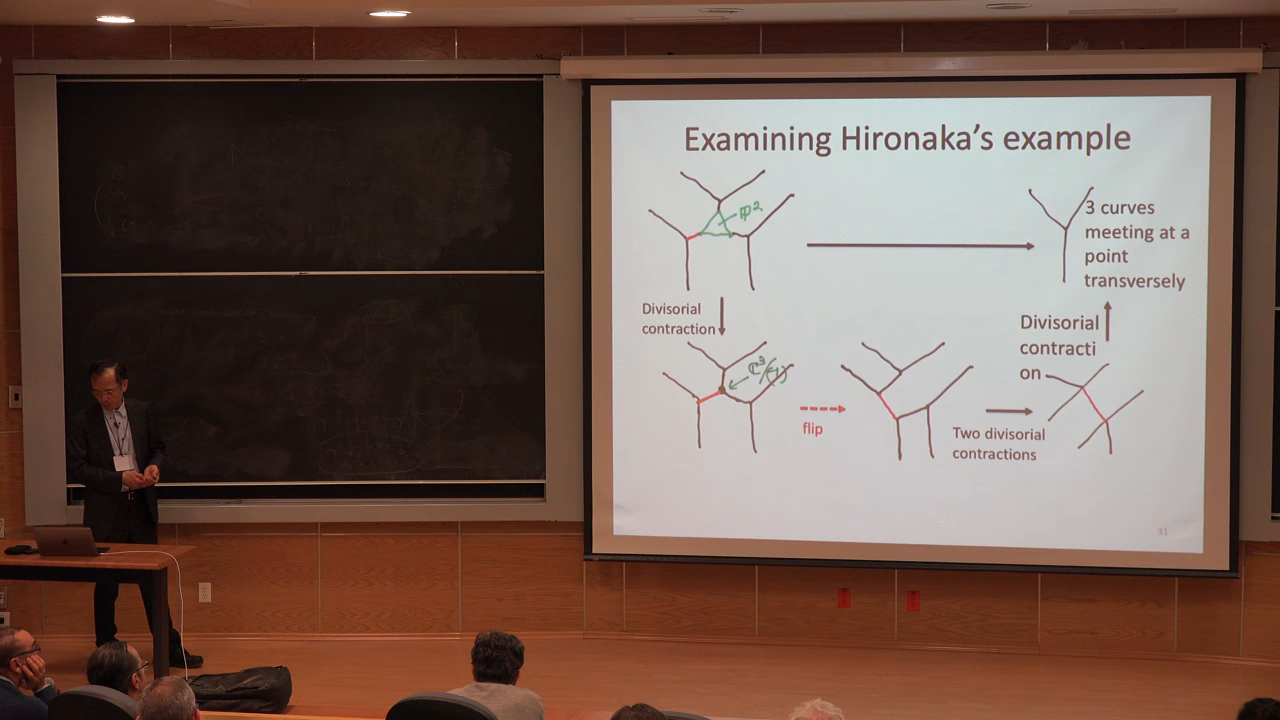 Examining Hironaka's example
ℙ²
3 curves
meeting at a
point
transversely
Divisorial
contraction
Divisorial
contracti
on
ℂ³/(-1)
flip
Two divisorial
contractions
31